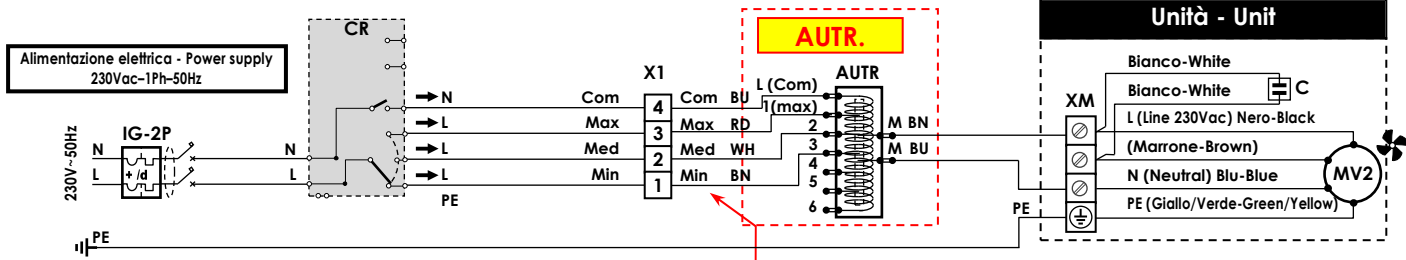 Alimentazione elettrica - Power supply
230Vac–1Ph–50Hz
230V~50Hz
N
L
IG-2P
+ /d
N
L
PE
CR
N
L
L
L
PE
Com
Max
Med
Min
X1
4
3
2
1
Com BU
Max RD
Med WH
Min BN
AUTR.
AUTR
L (Com)
1(max)
2
3
4
5
6
M BN
M BU
PE
Unità - Unit
XM
Bianco-White
Bianco-White
C
L (Line 230Vac) Nero-Black
(Marrone-Brown)
N (Neutral) Blu-Blue
PE (Giallo/Verde-Green/Yellow)
MV2